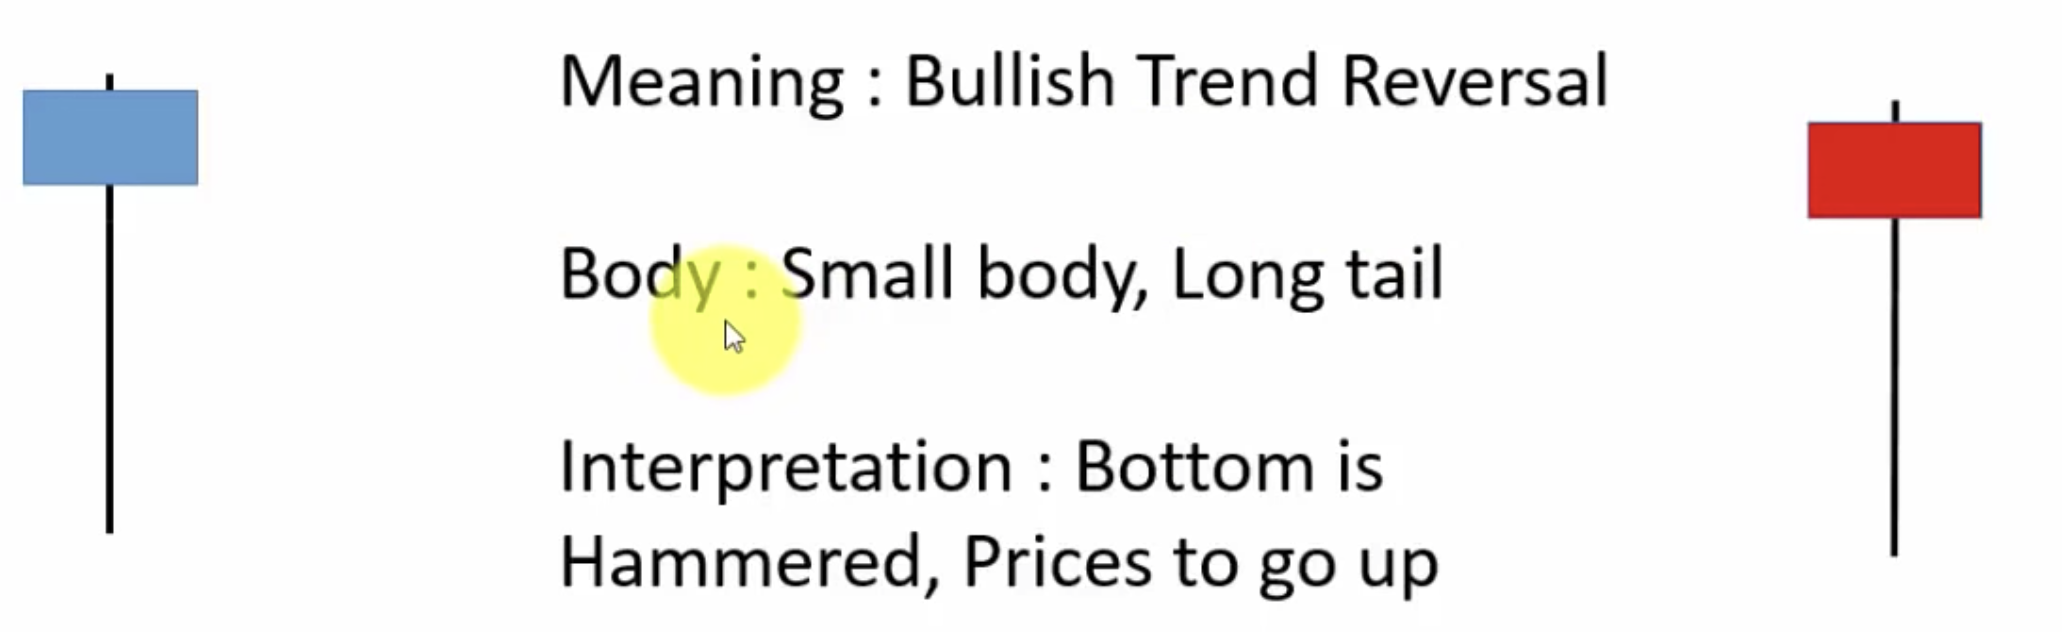 Meaning : Bullish Trend Reversal
Body : Small body, Long tail
Interpretation : Bottom is
Hammered, Prices to go up